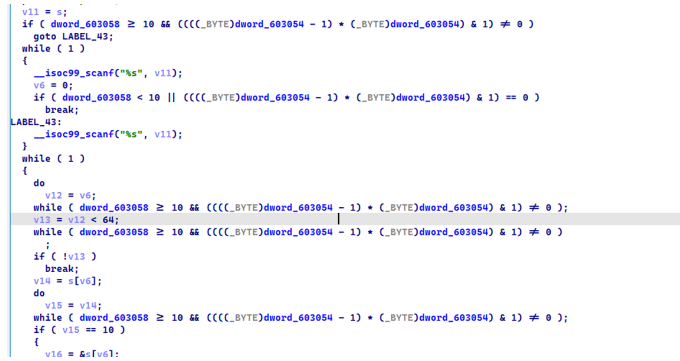 v11 = s;
if ( dword_603058 ≥ 10 && ((((_BYTE)dword_603054 - 1) * (_BYTE)dword_603054) & 1) ≠ 0 )
goto LABEL_43;
while ( 1 )
{
__isoc99_scanf("%s", v11);
v6 = 0;
if ( dword_603058 < 10 || ((((_BYTE)dword_603054 - 1) * (_BYTE)dword_603054) & 1) == 0 )
break;
LABEL_43:
__isoc99_scanf("%s", v11);
}
while ( 1 )
{
do
v12 = v6;
while ( dword_603058 ≥ 10 && ((((_BYTE)dword_603054 - 1) * (_BYTE)dword_603054) & 1) ≠ 0 );
v13 = v12 < 64;
while ( dword_603058 ≥ 10 && ((((_BYTE)dword_603054 - 1) * (_BYTE)dword_603054) & 1) ≠ 0 )
;
if ( !v13 )
break;
v14 = s[v6];
do
v15 = v14;
while ( dword_603058 ≥ 10 && ((((_BYTE)dword_603054 - 1) * (_BYTE)dword_603054) & 1) ≠ 0 );
if ( v15 == 10 )
{
v16 = &s[v6];